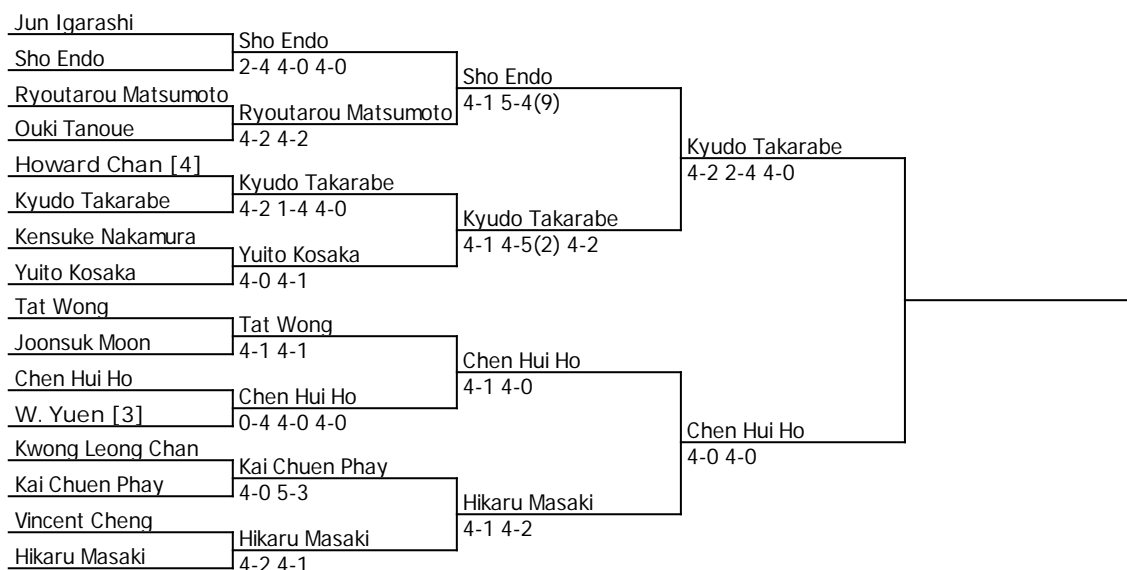 Jun Igarashi
Sho Endo
Ryoutarou Matsumoto
Ouki Tanoue
Howard Chan [4]
Kyudo Takarabe
Kensuke Nakamura
Yuito Kosaka
Tat Wong
Joonsuk Moon
Chen Hui Ho
W. Yuen [3]
Kwong Leong Chan
Kai Chuen Phay
Vincent Cheng
Hikaru Masaki
Sho Endo
2-4 4-0 4-0
Ryoutarou Matsumoto
4-2 4-2
Kyudo Takarabe
4-2 1-4 4-0
Yuito Kosaka
4-0 4-1
Tat Wong
4-1 4-1
Chen Hui Ho
0-4 4-0 4-0
Kai Chuen Phay
4-0 5-3
Hikaru Masaki
4-2 4-1
Sho Endo
4-1 5-4(9)
Kyudo Takarabe
4-1 4-5(2) 4-2
Chen Hui Ho
4-1 4-0
Hikaru Masaki
4-1 4-2
Kyudo Takarabe
4-2 2-4 4-0
Chen Hui Ho
4-0 4-0